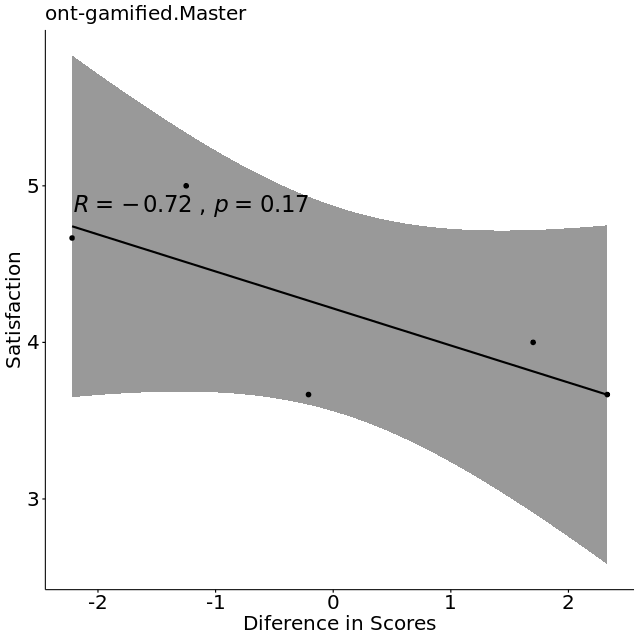 ont-gamified.Master
5
R = −0.72 , p = 0.17
4
3
Satisfaction
-2 -1 0 1 2
Diference in Scores